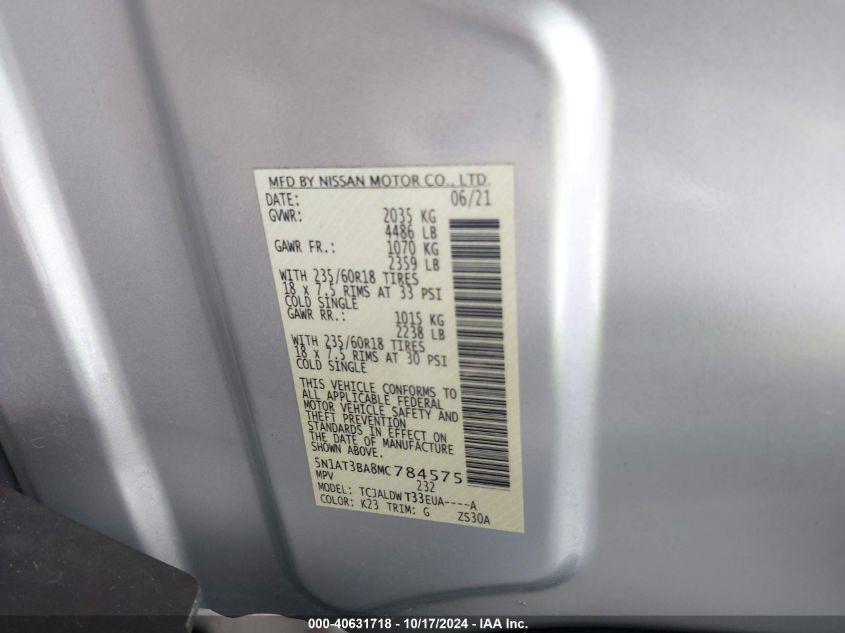 MFD BY NISSAN MOTOR CO., LTD.
DATE: 06/21
GVWR: 2035 KG
4486 LB
GAWR FR.: 1070 KG
2359 LB
WITH 235/60R18 TIRES
18 X 7.5 RIMS AT 33 PSI
COLD SINGLE
GAWR RR.: 1015 KG
2238 LB
WITH 235/60R18 TIRES
18 X 7.5 RIMS AT 30 PSI
COLD SINGLE
THIS VEHICLE CONFORMS TO
ALL APPLICABLE FEDERAL
MOTOR VEHICLE SAFETY AND
THEFT PREVENTION
STANDARDS IN EFFECT ON
THE DATE OF MANUFACTURE
SHOWN ABOVE.
5N1AT3BA8MC784575
MPV 232
MODEL: TCJALDWT33EUA----A
COLOR: K23 TRIM: G ZS30A
000-40631718 - 10/17/2024 - IAA Inc.